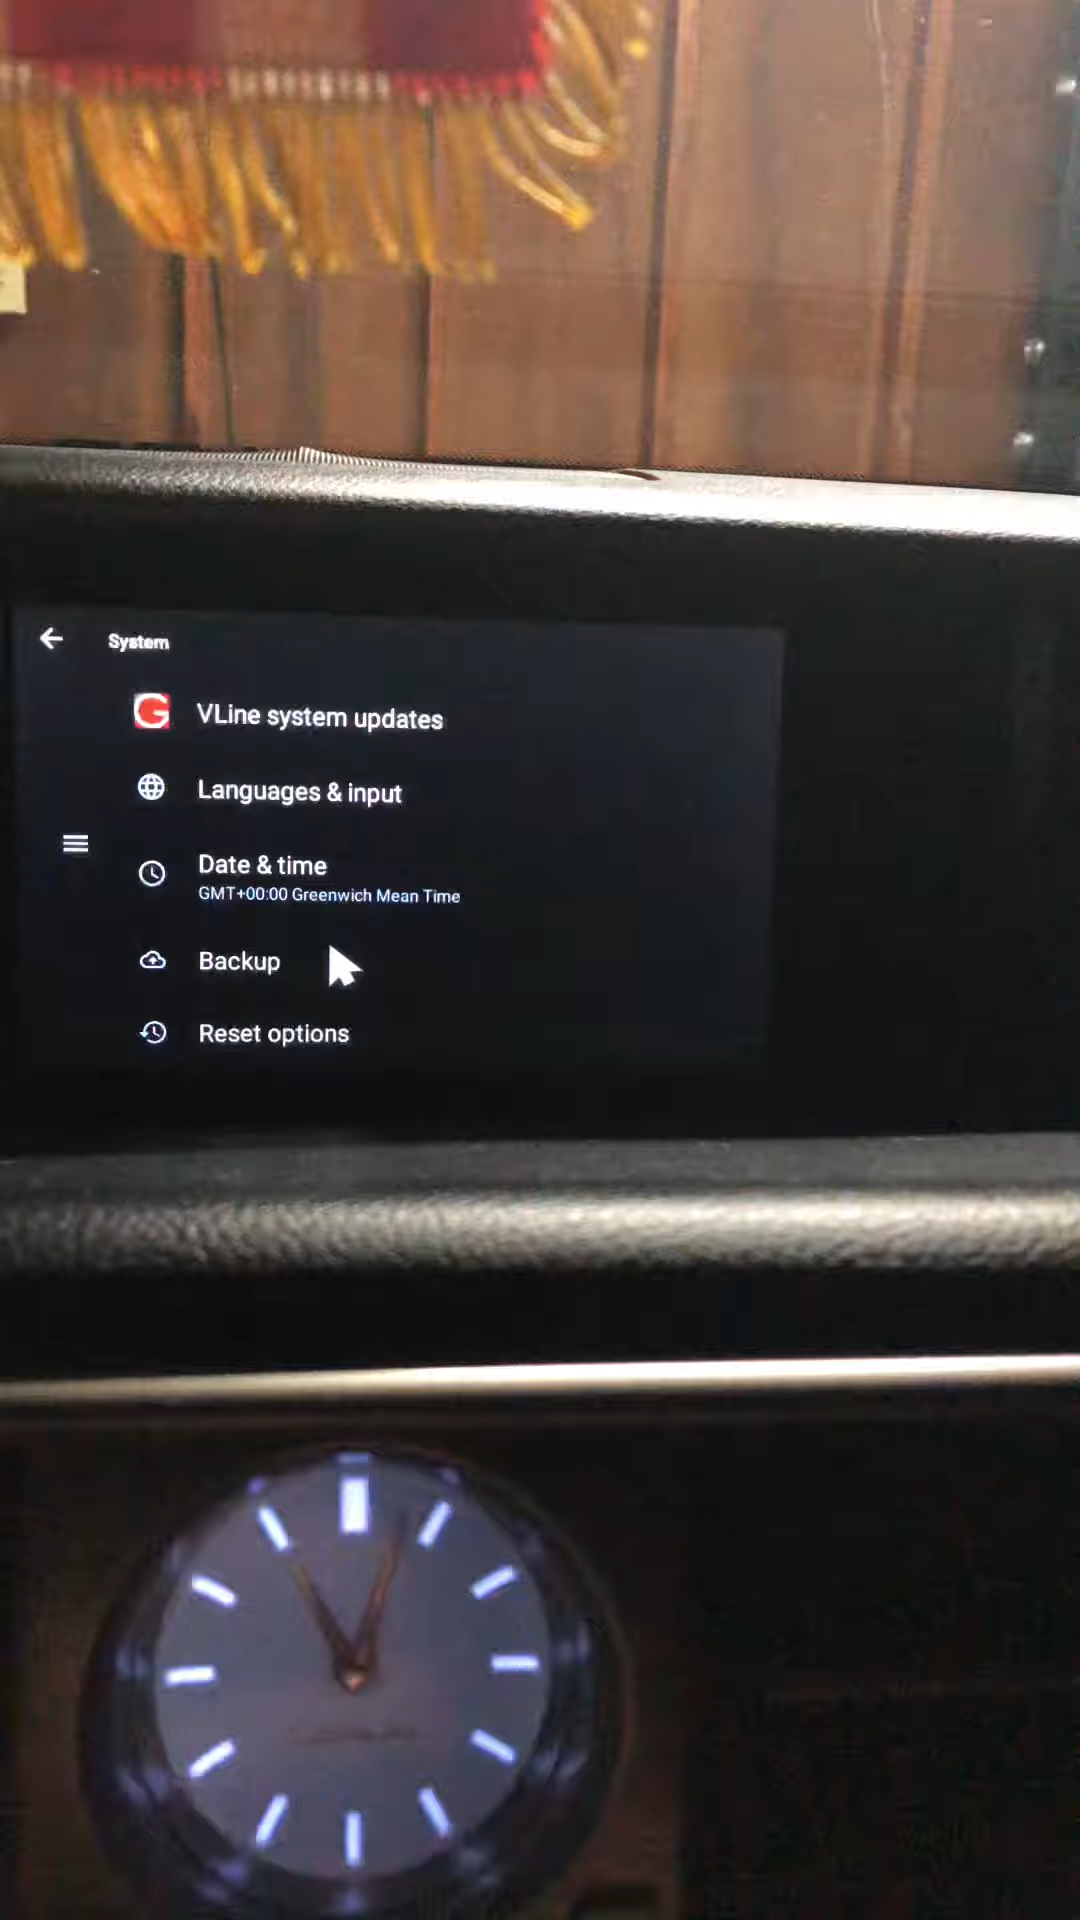 System
VLine system updates
Languages & input
Date & time
GMT+00:00 Greenwich Mean Time
Backup
Reset options